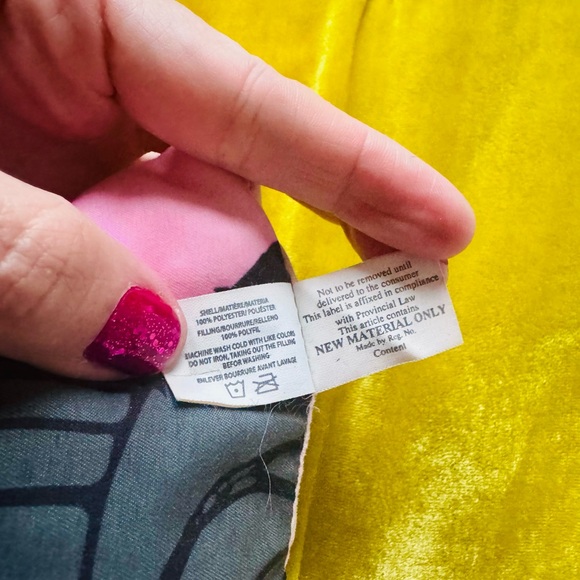 SHELL/MATIÈRE/MATERIA
100% POLYESTER/ POLIÉSTER
FILLING/BOURRURE/RELLENO
100% POLYFIL
MACHINE WASH COLD WITH LIKE COLORS
DO NOT IRON, TAKING OUT THE FILLING
BEFOR WASHING
ENLEVER BOURRURE AVANT LAVAGE
Not to be removed until
delivered to the consumer
This label is affixed in compliance
with Provincial Law
This article contains
NEW MATERIAL ONLY
Made by Reg. No.
Content